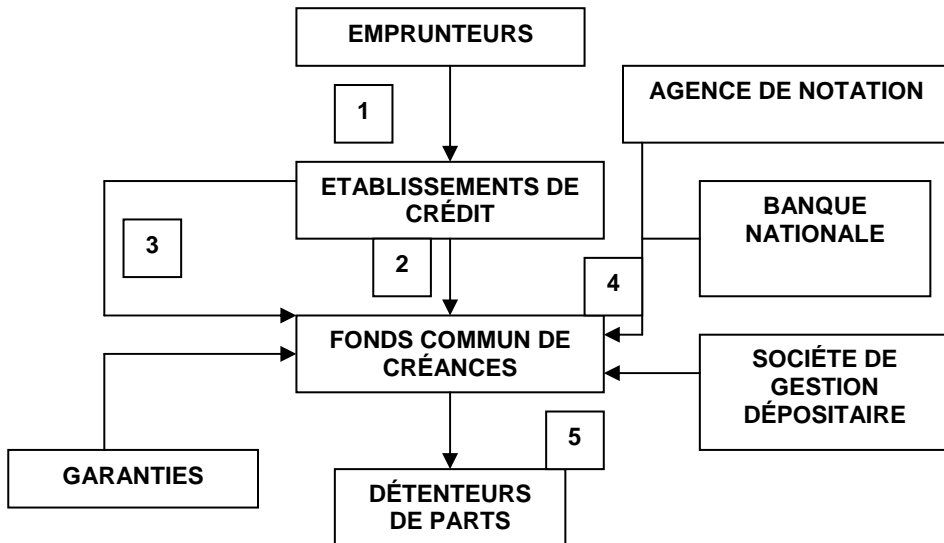 EMPRUNTEURS
AGENCE DE NOTATION
1
ETABLISSEMENTS DE
CRÉDIT
BANQUE
NATIONALE
3
2
4
FONDS COMMUN DE
CRÉANCES
SOCIÉTE DE
GESTION
DÉPOSITAIRE
5
GARANTIES
DÉTENTEURS
DE PARTS